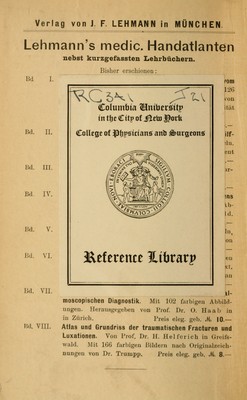 Verlag von J. F. LEHMANN in MÜNCHEN.
Lehmann's medic. Handatlanten
nebst kurzgefassten Lehrbüchern.
Bisher erschienen:
Bd I.
RC341 J21
Columbia University
in the City of New York
College of Physicians and Surgeons
Reference Library
Bd. II.
Bd. III.
Bd. IV.
Bd. V.
Bd. VI.
Bd. VII.
moscopischen Diagnostik. Mit 102 farbigen Abbild-
ungen. Herausgegeben von Prof. Dr. O. Haab in
in Zürich. Preis eleg. geb. M. 10.—
Bd. VIII. Atlas und Grundriss der traumatischen Fracturen und
Luxationen. Von Prof. Dr. H. Helferich in Greifs-
wald. Mit 166 farbigen Bildern nach Originalzeich-
nungen von Dr. Trumpp. Preis eleg. geb. M 8.—